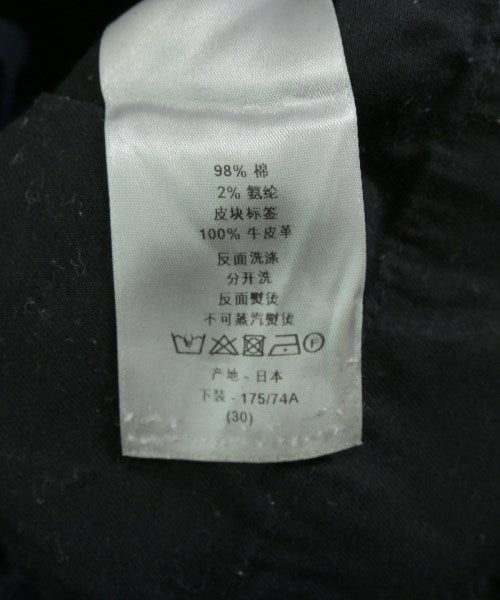 98% 棉
2% 氨纶
皮块标签
100% 牛皮革
反面洗涤
分开洗
反面熨烫
不可蒸汽熨烫
F
产地 - 日本
下装 - 175/74A
(30)